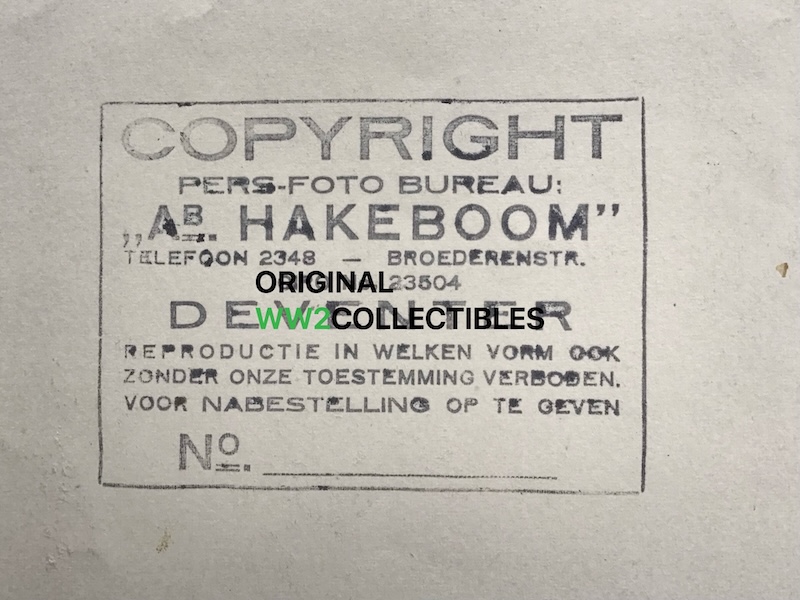 COPYRIGHT
PERS-FOTO BUREAU:
„AB. HAKEBOOM”
TELEFOON 2348 — BROEDERENSTR.
23504
ORIGINAL
DEVENTER
WW2COLLECTIBLES
REPRODUCTIE IN WELKEN VORM OOK
ZONDER ONZE TOESTEMMING VERBODEN.
VOOR NABESTELLING OP TE GEVEN
No.